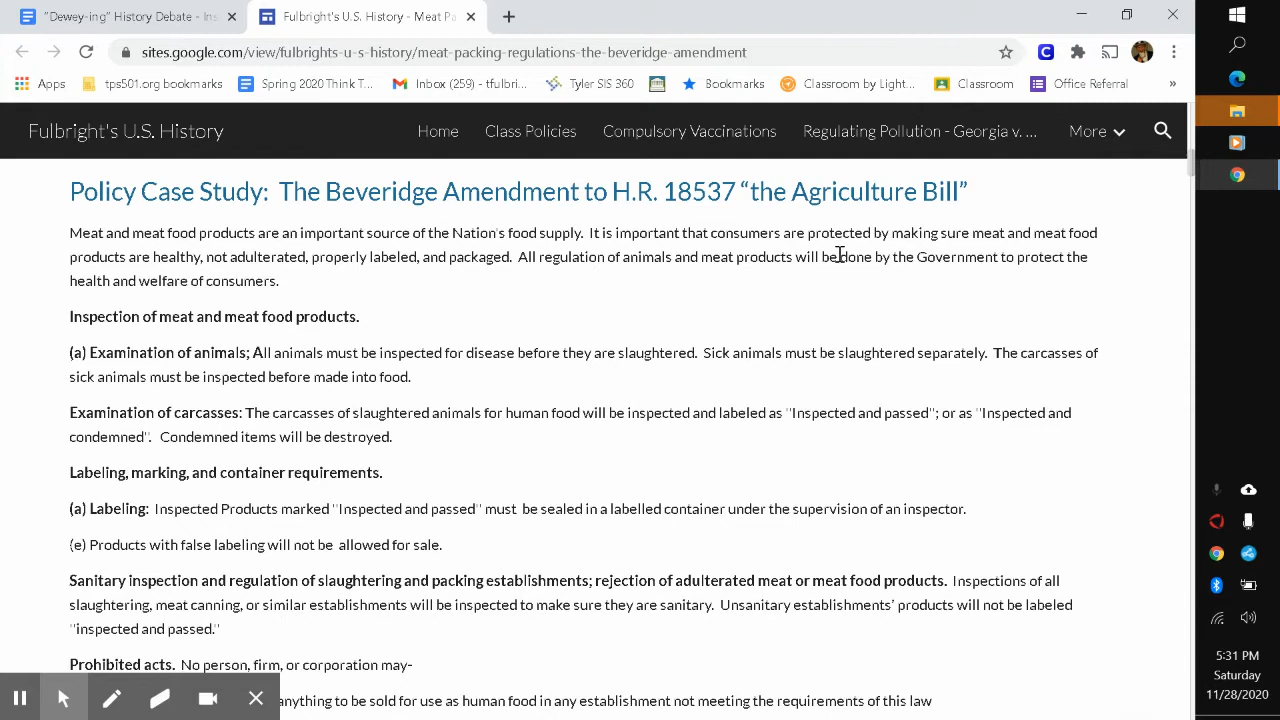 "Dewey-ing" History Debate - Ins
Fulbright's U.S. History - Meat Pa
sites.google.com/view/fulbrights-u-s-history/meat-packing-regulations-the-beveridge-amendment
Apps tps501.org bookmarks Spring 2020 Think T... Inbox (259) - tfulbri... Tyler SIS 360 Bookmarks Classroom by Light... Classroom Office Referral »
Fulbright's U.S. History Home Class Policies Compulsory Vaccinations Regulating Pollution - Georgia v. ... More
Policy Case Study: The Beveridge Amendment to H.R. 18537 “the Agriculture Bill”
Meat and meat food products are an important source of the Nation's food supply. It is important that consumers are protected by making sure meat and meat food
products are healthy, not adulterated, properly labeled, and packaged. All regulation of animals and meat products will be done by the Government to protect the
health and welfare of consumers.
Inspection of meat and meat food products.
(a) Examination of animals; All animals must be inspected for disease before they are slaughtered. Sick animals must be slaughtered separately. The carcasses of
sick animals must be inspected before made into food.
Examination of carcasses: The carcasses of slaughtered animals for human food will be inspected and labeled as "Inspected and passed"; or as "Inspected and
condemned". Condemned items will be destroyed.
Labeling, marking, and container requirements.
(a) Labeling: Inspected Products marked "Inspected and passed" must be sealed in a labelled container under the supervision of an inspector.
(e) Products with false labeling will not be allowed for sale.
Sanitary inspection and regulation of slaughtering and packing establishments; rejection of adulterated meat or meat food products. Inspections of all
slaughtering, meat canning, or similar establishments will be inspected to make sure they are sanitary. Unsanitary establishments’ products will not be labeled
"inspected and passed."
Prohibited acts. No person, firm, or corporation may-
anything to be sold for use as human food in any establishment not meeting the requirements of this law
5:31 PM
Saturday
11/28/2020